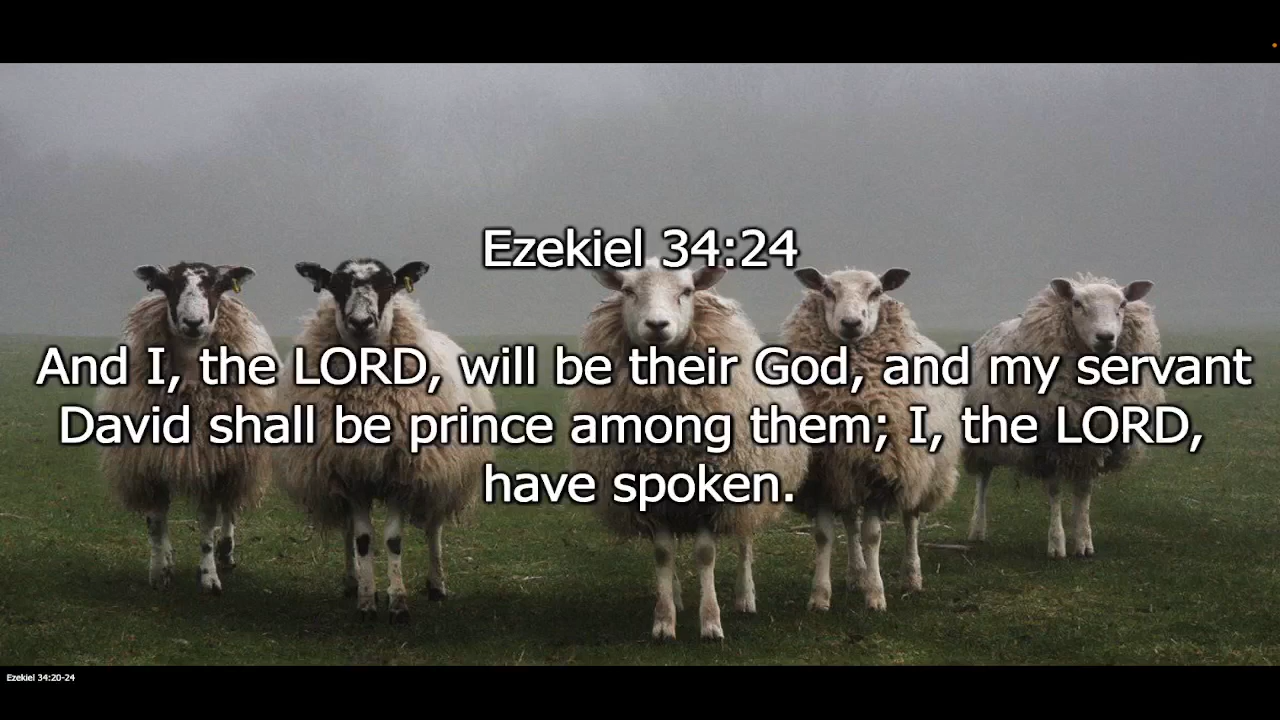 Ezekiel 34:24
And I, the LORD, will be their God, and my servant
David shall be prince among them; I, the LORD,
have spoken.
Ezekiel 34:20-24